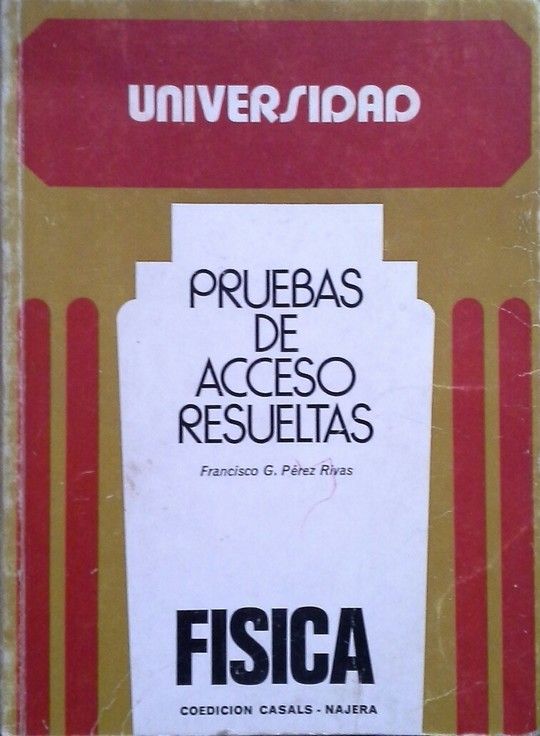 UNIVERSIDAD
PRUEBAS
DE
ACCESO
RESUELTAS
Francisco G. Pérez Rivas
FISICA
COEDICION CASALS - NAJERA